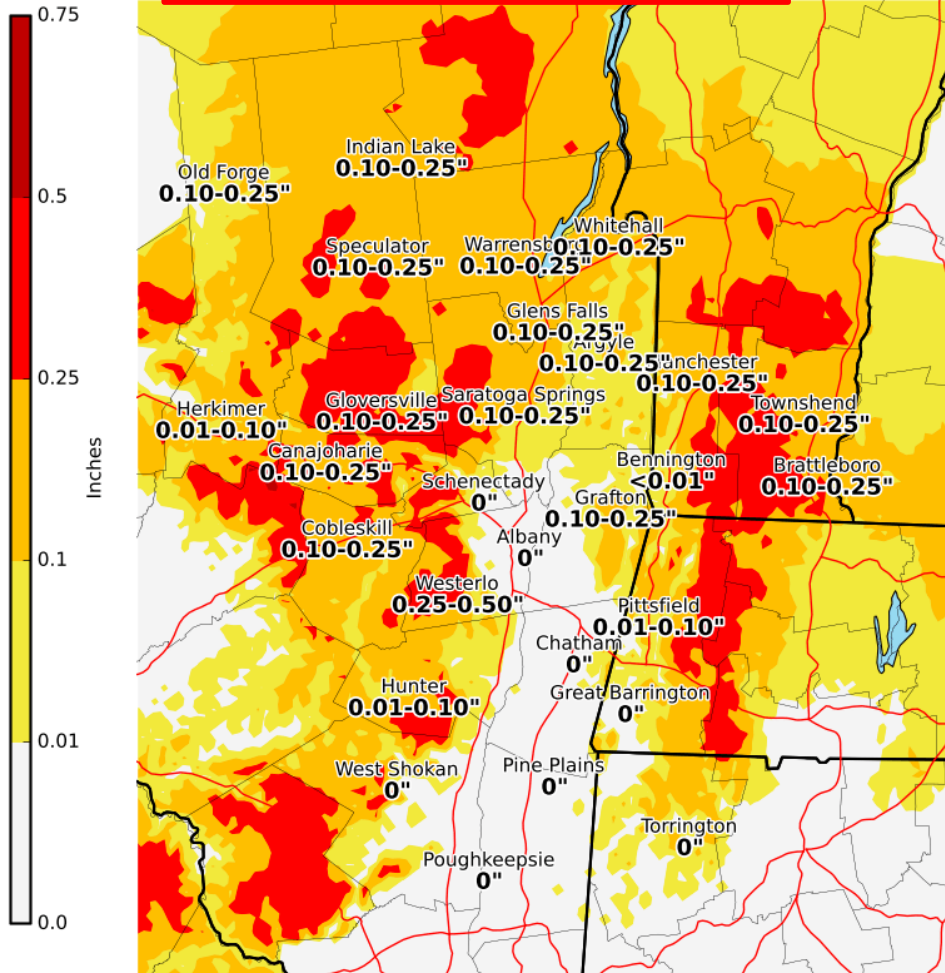 0.75
0.5
0.25
0.1
0.01
0.0
Inches
Indian Lake
0.10-0.25"
Old Forge
0.10-0.25"
Whitehall
0.10-0.25"
Speculator
0.10-0.25"
Warrensb
0.10-0.25"
Glens Falls
0.10-0.25"
Argyle
0.10-0.25"
anchester
0.10-0.25"
Saratoga Springs
0.10-0.25"
Gloversville
0.10-0.25"
Townshend
0.10-0.25"
Herkimer
0.01-0.10"
Canajoharie
0.10-0.25"
Bennington
<0.01"
Brattleboro
0.10-0.25"
Schenectady
0"
Grafton
0.10-0.25"
Cobleskill
0.10-0.25"
Albany
0"
Westerlo
0.25-0.50"
Pittsfield
0.01-0.10"
Chatham
0"
Hunter
0.01-0.10"
Great Barrington
0"
West Shokan
0"
Pine Plains
0"
Torrington
0"
Poughkeepsie
0"